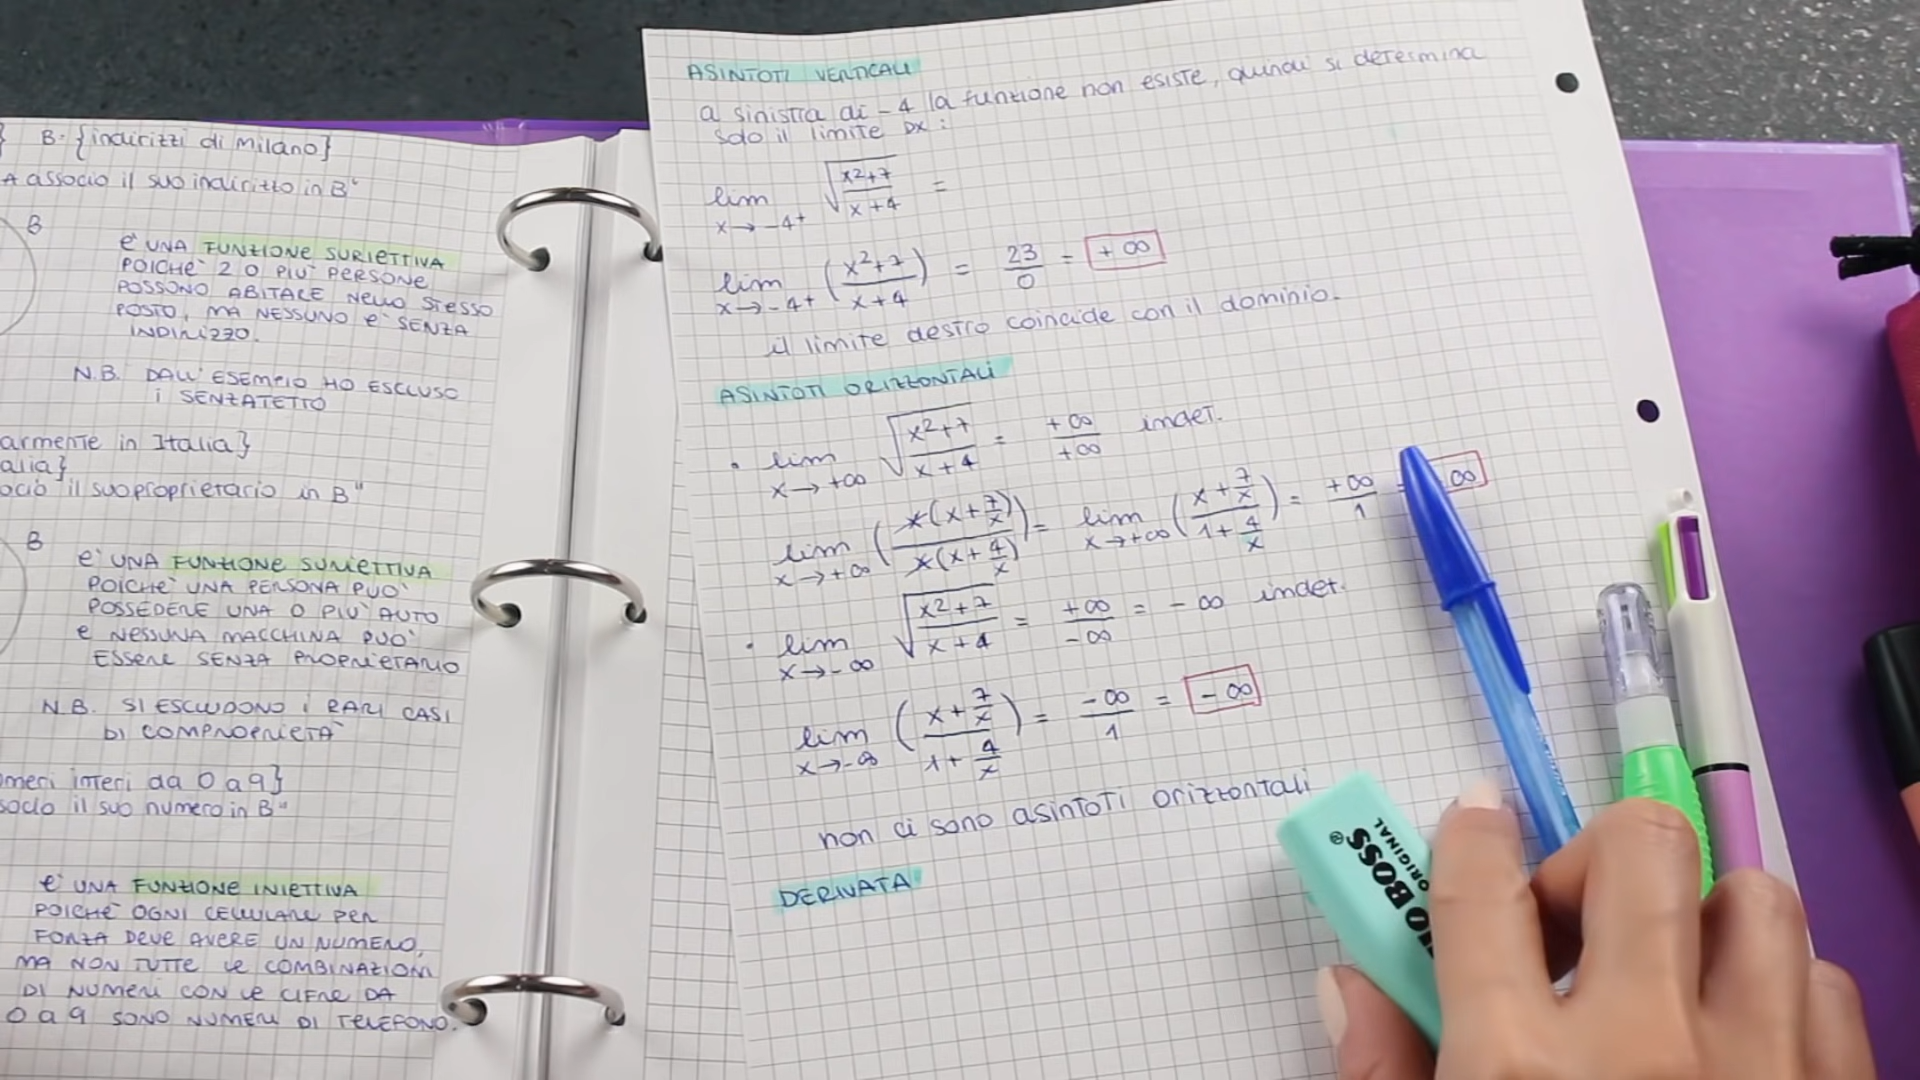 B: {indirizzi di Milano}
A associo il suo indirizzo in B"
B
E' UNA FUNZIONE SURIETTIVA
POICHE' 2 O PIU' PERSONE
POSSONO ABITARE NELLO STESSO
POSTO, MA NESSUNO E' SENZA
INDIRIZZO.
N.B. DALL'ESEMPIO HO ESCLUSO
i SENZATETTO
armente in Italia}
alia}
ocio il suo proprietario in B"
B
E' UNA FUNZIONE SURIETTIVA
POICHE' UNA PERSONA PUO'
POSSEDERE UNA O PIU' AUTO
e NESSUNA MACCHINA PUO'
ESSERE SENZA PROPRIETARIO
N.B. SI ESCLUDONO i RARI CASI
DI COMPROPRIETA'
meri interi da 0 a 9}
socio il suo numero in B"
E' UNA FUNZIONE INIETTIVA
POICHE' OGNI CELLULARE PER
FORZA DEVE AVERE UN NUMERO,
MA NON TUTTE LE COMBINAZIONI
DI NUMERI CON LE CIFRE DA
0 a 9 SONO NUMERI DI TELEFONO.
ASINTOTI VERTICALI
a sinistra di -4 la funzione non esiste, quindi si determina
solo il limite DX:
lim x→-4⁺ √((x²+7)/(x+4)) =
lim x→-4+ ((x²+7)/(x+4)) = 23/0 = +∞
il limite destro coincide con il dominio.
ASINTOTI ORIZZONTALI
• lim x→+∞ √((x²+7)/(x+4)) = +∞/+∞ indet.
lim x→+∞ (x(x+7/x)/x(x+4/x)) = lim x→+∞ ((x+7/x)/(1+4/x)) = +∞/1 = ∞
• lim x→-∞ √((x²+7)/(x+4)) = +∞/-∞ = -∞ indet.
lim x→-∞ ((x+7/x)/(1+4/x)) = -∞/1 = -∞
non ci sono asintoti orizzontali
DERIVATA
BOSS®
ORIGINAL